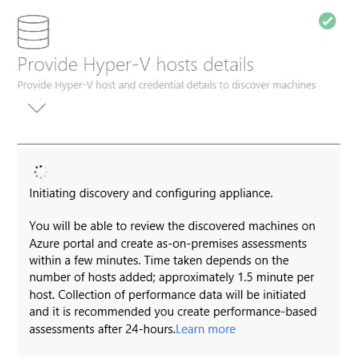 Provide Hyper-V hosts details
Provide Hyper-V host and credential details to discover machines
Initiating discovery and configuring appliance.
You will be able to review the discovered machines on
Azure portal and create as-on-premises assessments
within a few minutes. Time taken depends on the
number of hosts added; approximately 1.5 minute per
host. Collection of performance data will be initiated
and it is recommended you create performance-based
assessments after 24-hours.Learn more